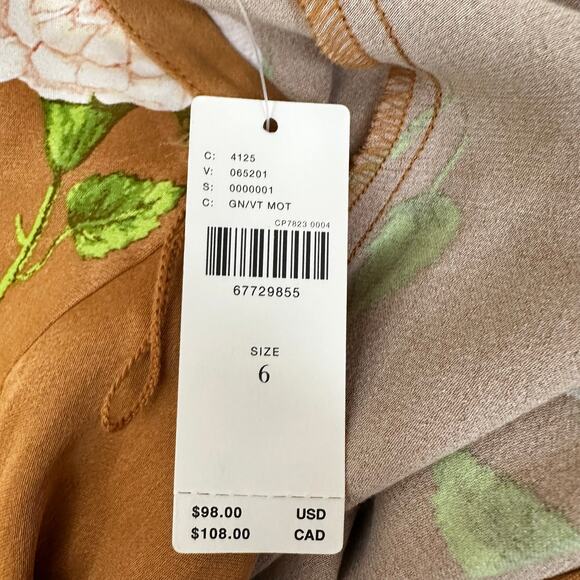 C: 4125
V: 065201
S: 0000001
C: GN/VT MOT
CP7823 0004
67729855
SIZE
6
$98.00 USD
$108.00 CAD